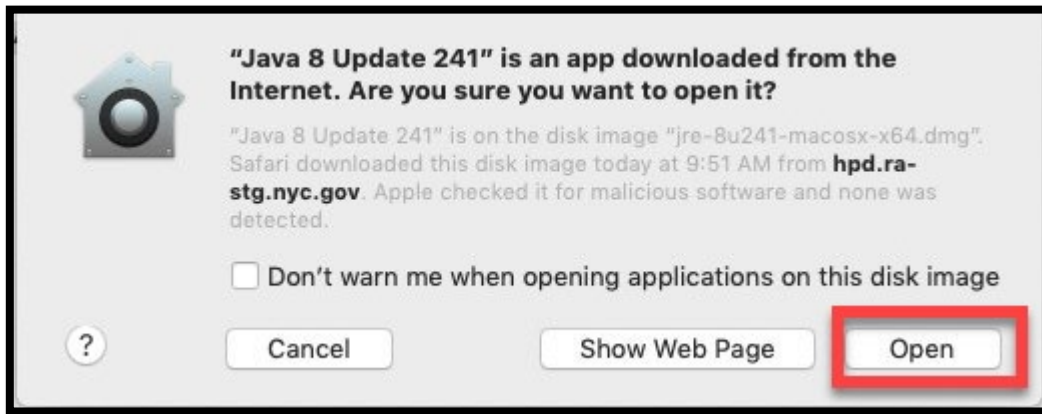 “Java 8 Update 241” is an app downloaded from the
Internet. Are you sure you want to open it?
“Java 8 Update 241” is on the disk image “jre-8u241-macosx-x64.dmg”.
Safari downloaded this disk image today at 9:51 AM from hpd.ra-
stg.nyc.gov. Apple checked it for malicious software and none was
detected.
Don’t warn me when opening applications on this disk image
? Cancel Show Web Page Open